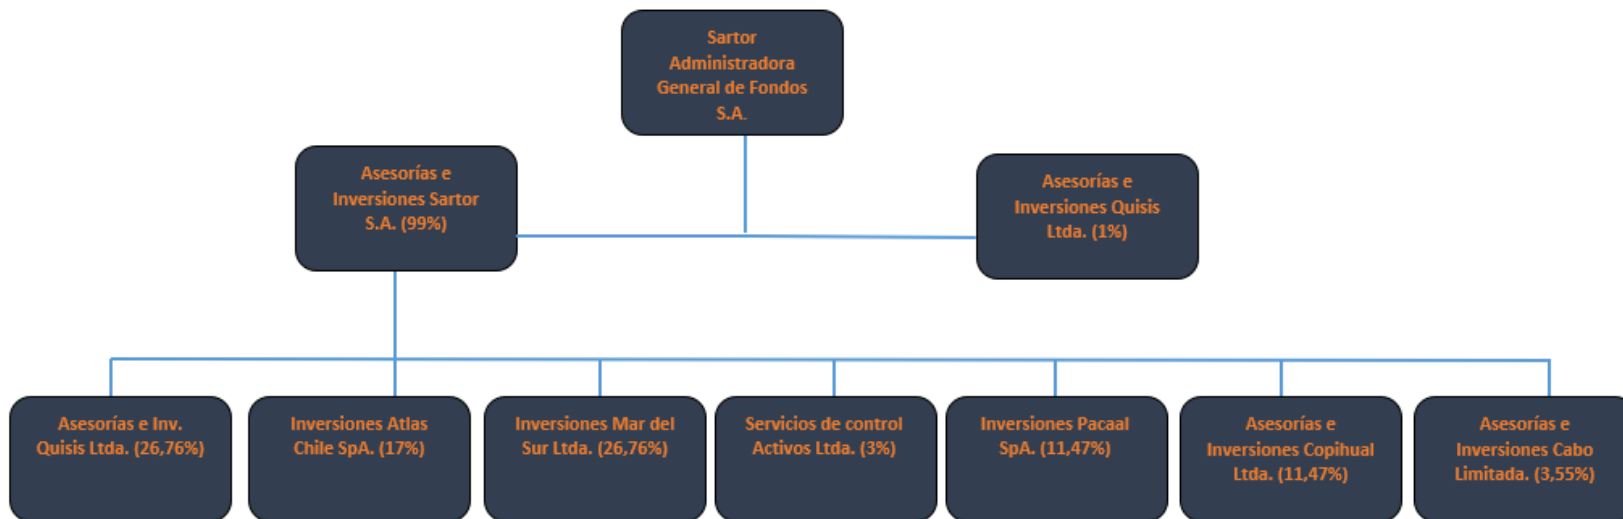 Sartor
Administradora
General de Fondos
S.A.
Asesorías e
Inversiones Sartor
S.A. (99%)
Asesorías e
Inversiones Quisis
Ltda. (1%)
Asesorías e Inv.
Quisis Ltda. (26,76%)
Inversiones Atlas
Chile SpA. (17%)
Inversiones Mar del
Sur Ltda. (26,76%)
Servicios de control
Activos Ltda. (3%)
Inversiones Pacaal
SpA. (11,47%)
Asesorías e
Inversiones Copihual
Ltda. (11,47%)
Asesorías e
Inversiones Cabo
Limitada. (3,55%)